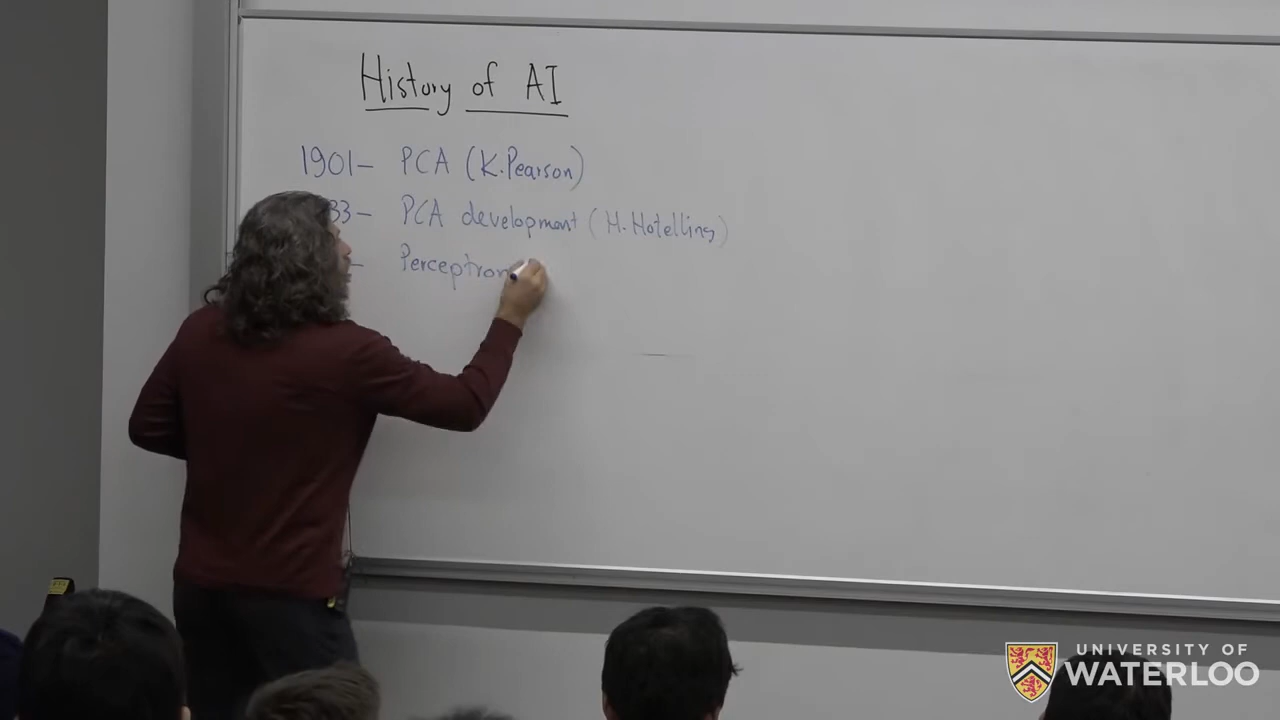 History of AI
1901- PCA (K.Pearson)
33- PCA development (H.Hotelling)
- Perceptron
UNIVERSITY OF
WATERLOO